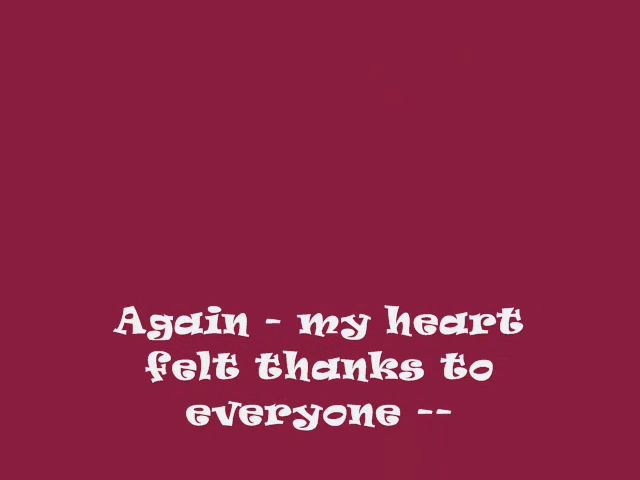 Again - my heart
felt thanks to
everyone --